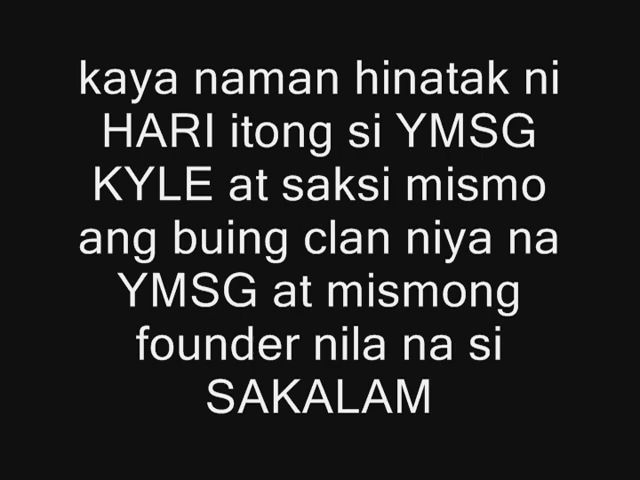 kaya naman hinatak ni
HARI itong si YMSG
KYLE at saksi mismo
ang buing clan niya na
YMSG at mismong
founder nila na si
SAKALAM